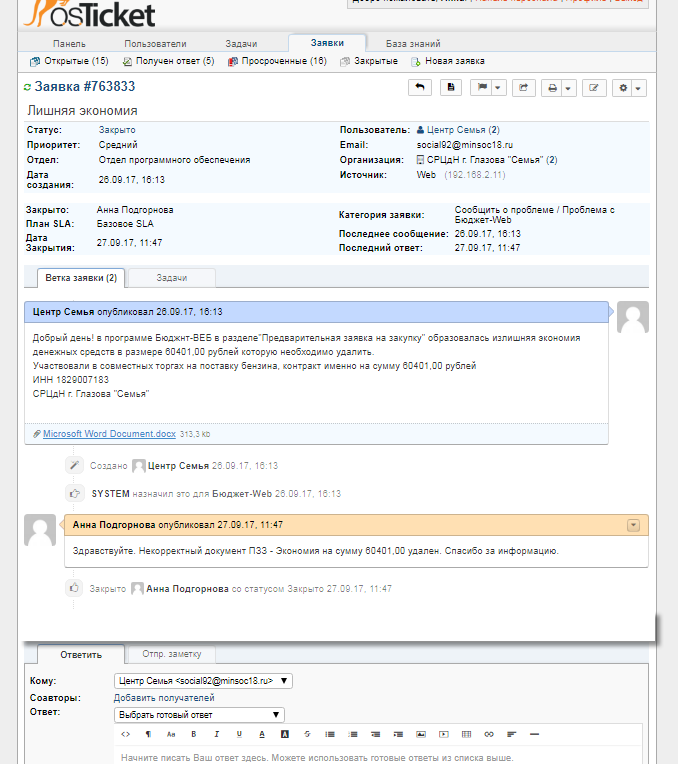 osTicket
Панель Пользователи Задачи Заявки База знаний
Открытые (15) Получен ответ (5) Просроченные (16) Закрытые Новая заявка
Заявка #763833
Лишняя экономия
Статус: Закрыто
Приоритет: Средний
Отдел: Отдел программного обеспечения
Дата создания: 26.09.17, 16:13
Пользователь: Центр Семья (2)
Email: social92@minsoc18.ru
Организация: СРЦдН г. Глазова "Семья" (2)
Источник: Web (192.168.2.11)
Закрыто: Анна Подгорнова
План SLA: Базовое SLA
Дата Закрытия: 27.09.17, 11:47
Категория заявки: Сообщить о проблеме / Проблема с Бюджет-Web
Последнее сообщение: 26.09.17, 16:13
Последний ответ: 27.09.17, 11:47
Ветка заявки (2) Задачи
Центр Семья опубликовал 26.09.17, 16:13
Добрый день! в программе Бюджнт-ВЕБ в разделе"Предварительная заявка на закупку" образовалась излишняя экономия
денежных средств в размере 60401,00 рублей которую необходимо удалить.
Участвовали в совместных торгах на поставку бензина, контракт именно на сумму 60401,00 рублей
ИНН 1829007183
СРЦдН г. Глазова "Семья"
Microsoft Word Document.docx 313,3 kb
Создано Центр Семья 26.09.17, 16:13
SYSTEM назначил это для Бюджет-Web 26.09.17, 16:13
Анна Подгорнова опубликовал 27.09.17, 11:47
Здравствуйте. Некорректный документ ПЗЗ - Экономия на сумму 60401,00 удален. Спасибо за информацию.
Закрыто Анна Подгорнова со статусом Закрыто 27.09.17, 11:47
Ответить Отпр. заметку
Кому: Центр Семья <social92@minsoc18.ru>
Соавторы: Добавить получателей
Ответ: Выбрать готовый ответ
Aa B I U A A S
Начните писать Ваш ответ здесь. Можете использовать готовые ответы из списка выше.